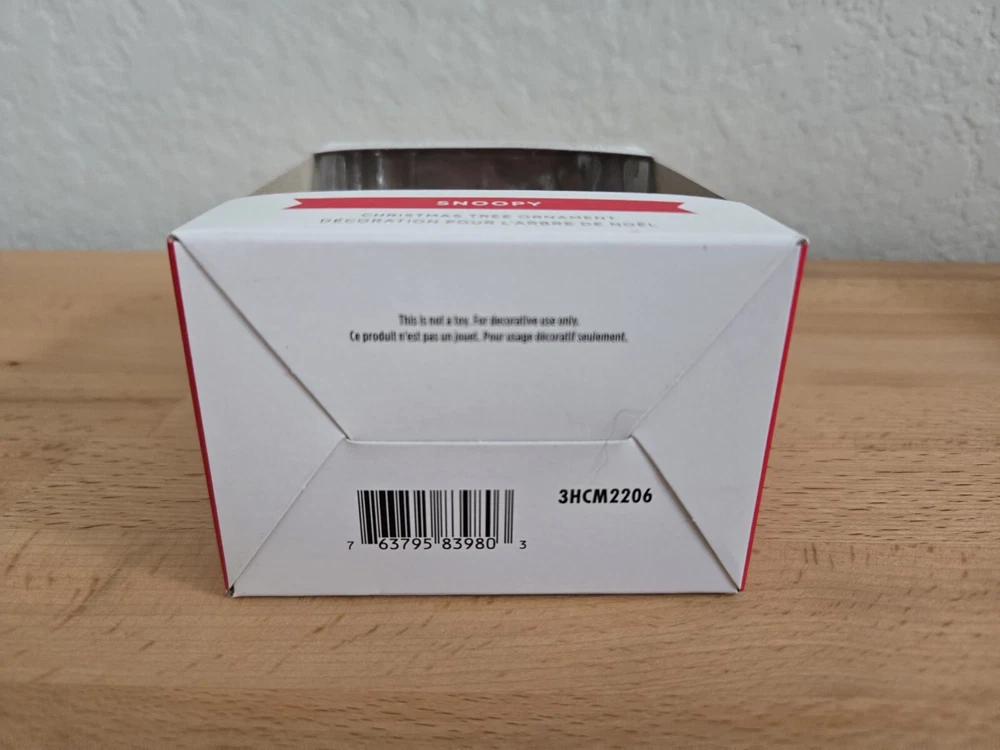 SNOOPY
CHRISTMAS TREE ORNAMENT
DÉCORATION POUR L'ARBRE DE NOËL
This is not a toy. For decorative use only.
Ce produit n'est pas un jouet. Pour usage décoratif seulement.
3HCM2206
7 63795 83980 3